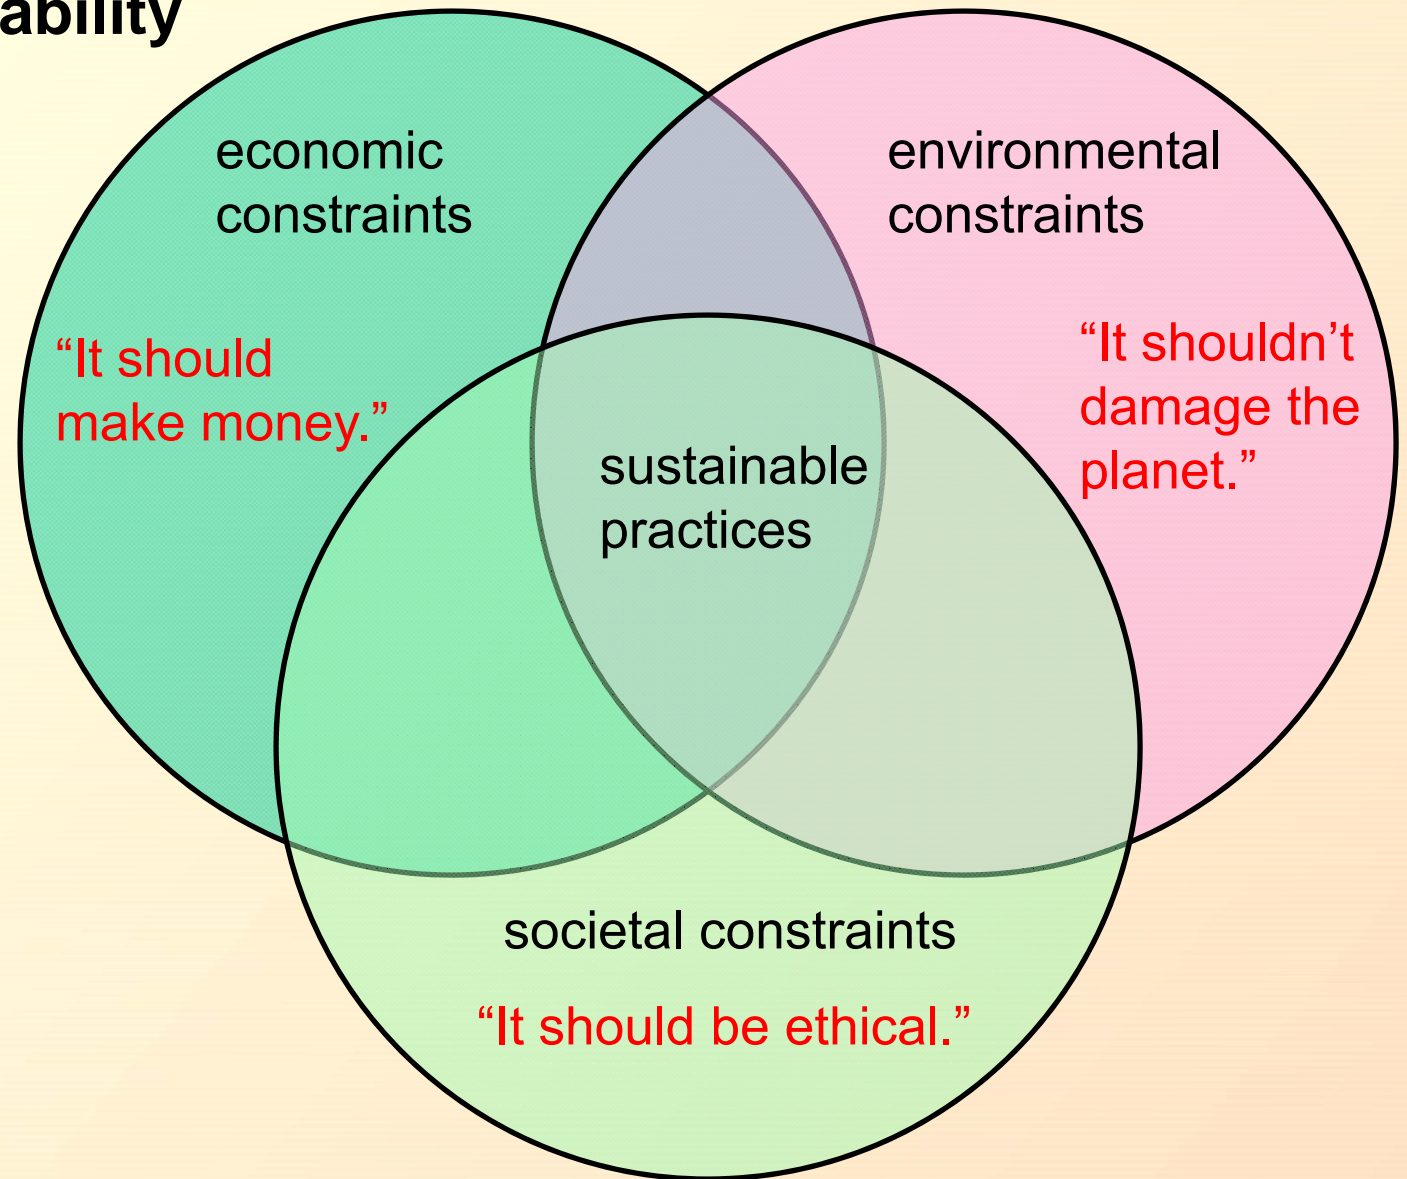 ability
economic
constraints
environmental
constraints
“It should
make money.”
“It shouldn’t
damage the
planet.”
sustainable
practices
societal constraints
“It should be ethical.”